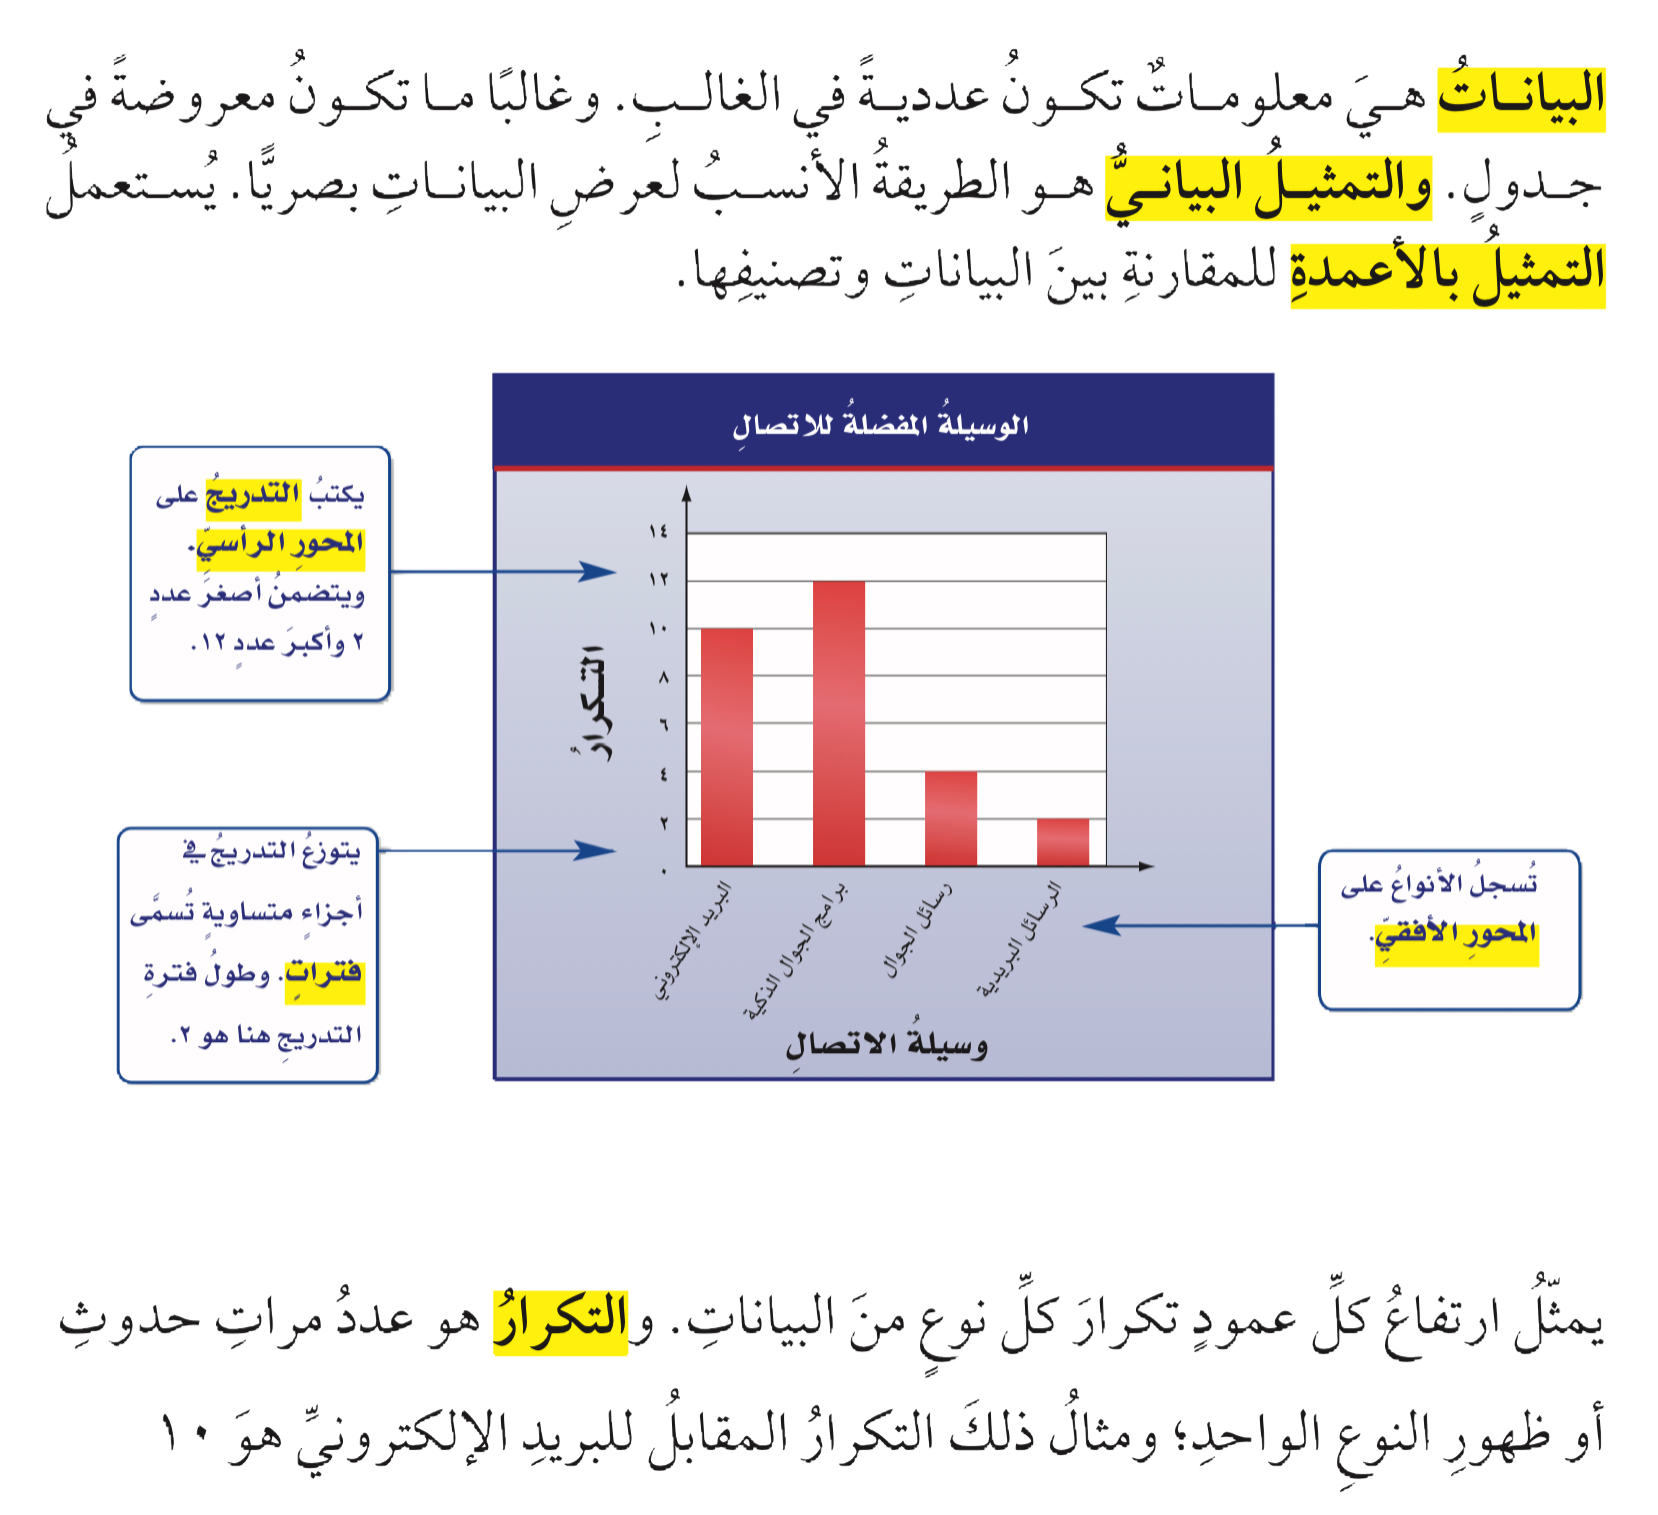 البياناتُ هيَ معلوماتٌ تكونُ عدديةً في الغالبِ. وغالبًا ما تكونُ معروضةً في
جدولٍ. والتمثيلُ البيانيُّ هو الطريقةُ الأنسبُ لعرضِ البياناتِ بصريًّا. يُستعملُ
التمثيلُ بالأعمدةِ للمقارنةِ بينَ البياناتِ وتصنيفِها.
الوسيلةُ المفضلةُ للاتصالِ
يكتبُ التدريجُ على
المحورِ الرأسيِّ.
ويتضمنُ أصغرَ عددٍ
٢ وأكبرَ عددٍ ١٢.
التكرارُ
١٤
١٢
١٠
٨
٦
٤
٢
٠
يتوزعُ التدريجُ في
أجزاءٍ متساويةٍ تُسمَّى
فتراتٍ. وطولُ فترةِ
التدريجِ هنا هو ٢.
تُسجلُ الأنواعُ على
المحورِ الأفقيِّ.
البريد الإلكتروني
برامج الجوال الذكية
رسائل الجوال
الرسائل البريدية
وسيلةُ الاتصالِ
يمثّلُ ارتفاعُ كلِّ عمودٍ تكرارَ كلِّ نوعٍ منَ البياناتِ. والتكرارُ هو عددُ مراتِ حدوثِ
أو ظهورِ النوعِ الواحدِ؛ ومثالُ ذلكَ التكرارُ المقابلُ للبريدِ الإلكترونيِّ هوَ ١٠